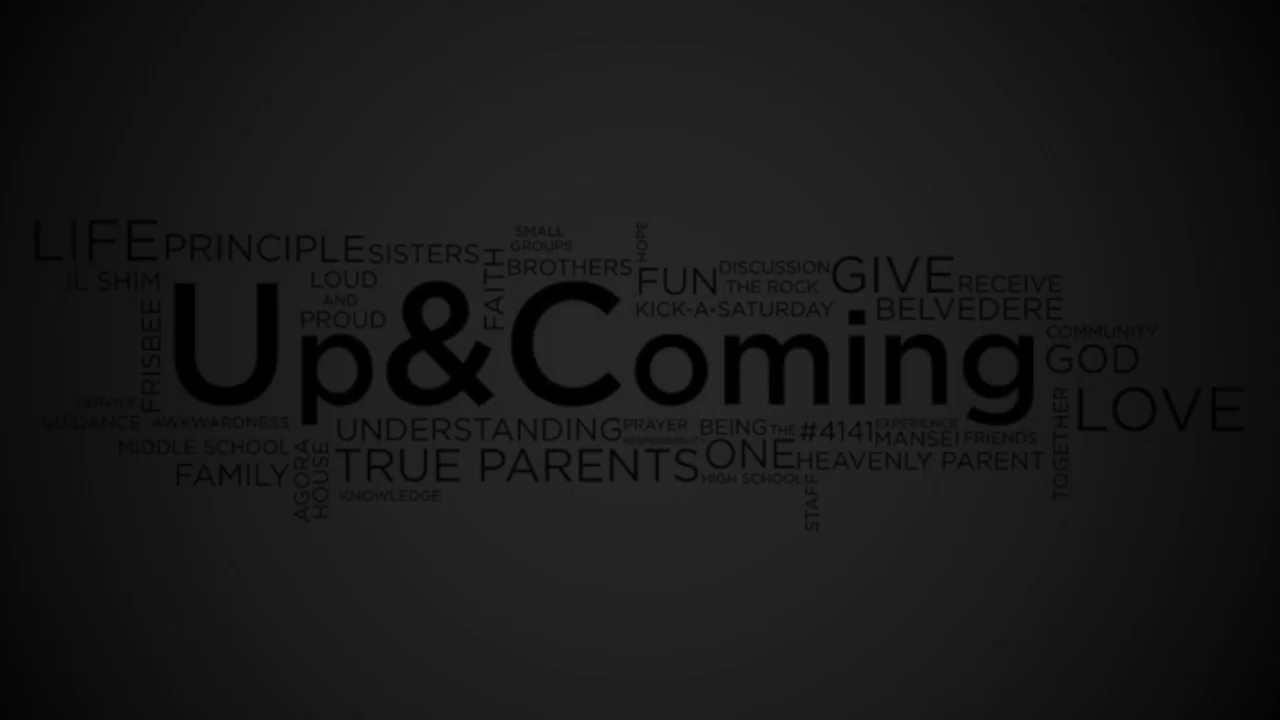 LIFE
PRINCIPLE
SISTERS
FAITH
SMALL
GROUPS
BROTHERS
HOPE
FUN
DISCUSSION
THE ROCK
KICK-A-SATURDAY
GIVE
RECEIVE
BELVEDERE
IL SHIM
LOUD
AND
PROUD
FRISBEE
Up&Coming
COMMUNITY
GOD
LOVE
TOGETHER
SERVICE
GUIDANCE
AWKWARDNESS
MIDDLE SCHOOL
FAMILY
AGORA
HOUSE
UNDERSTANDING
PRAYER
RESPONSIBILITY
TRUE PARENTS
KNOWLEDGE
BEING
THE
ONE
#4141
EXPERIENCE
MANSEI
FRIENDS
HEAVENLY PARENT
HIGH SCHOOL
STAFF